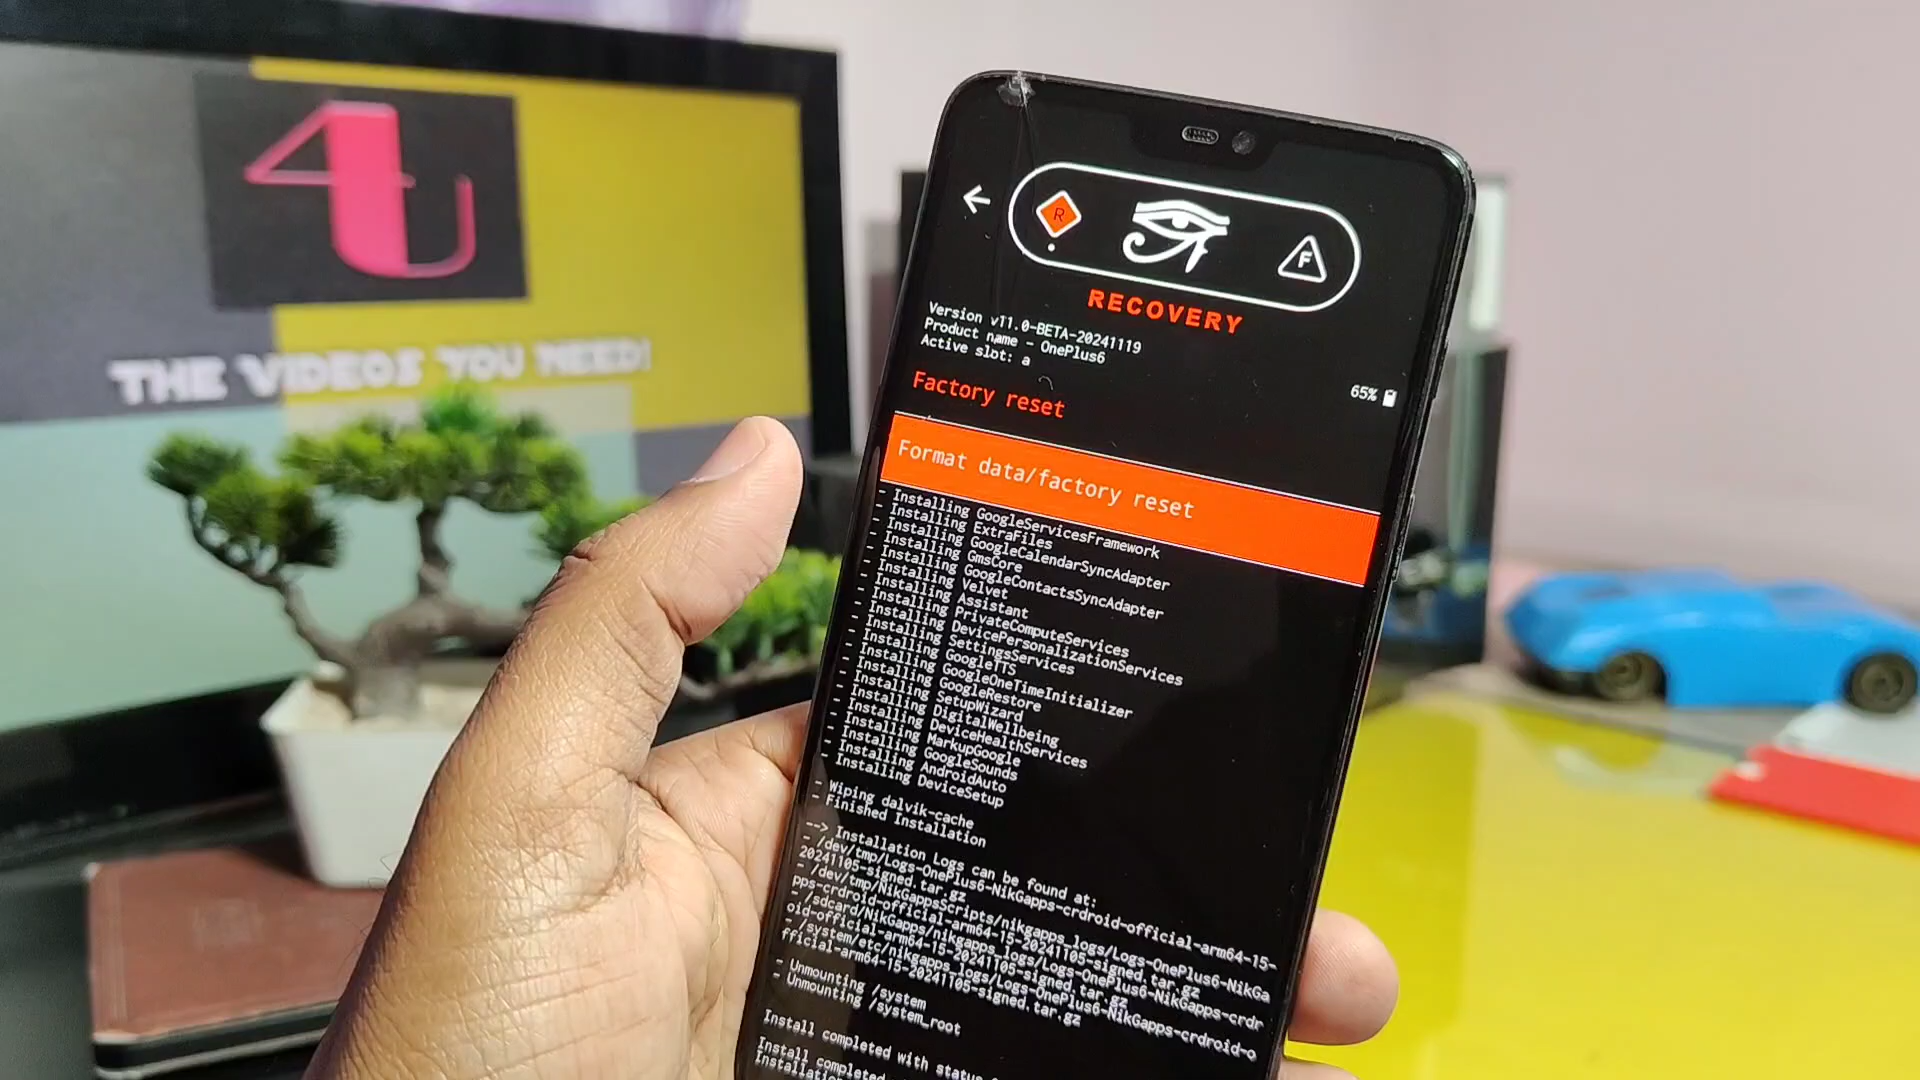 4U
THE VIDEOS YOU NEED!
R
F
RECOVERY
Version v11.0-BETA-20241119
Product name - OnePlus6
Active slot: a
65%
Factory reset
Format data/factory reset
- Installing GoogleServicesFramework
- Installing ExtraFiles
- Installing GoogleCalendarSyncAdapter
- Installing GmsCore
- Installing GoogleContactsSyncAdapter
- Installing Velvet
- Installing Assistant
- Installing PrivateComputeServices
- Installing DevicePersonalizationServices
- Installing SettingsServices
- Installing GoogleTTS
- Installing GoogleOneTimeInitializer
- Installing GoogleRestore
- Installing SetupWizard
- Installing DigitalWellbeing
- Installing DeviceHealthServices
- Installing MarkupGoogle
- Installing GoogleSounds
- Installing AndroidAuto
- Installing DeviceSetup
- Wiping dalvik-cache
- Finished Installation
--> Installation Logs can be found at:
- /dev/tmp/Logs-OnePlus6-NikGapps-crdroid-official-arm64-15-
20241105-signed.tar.gz
- /dev/tmp/NikGappsScripts/nikgapps_logs/Logs-OnePlus6-NikGa
pps-crdroid-official-arm64-15-20241105-signed.tar.gz
- /sdcard/NikGapps/nikgapps_logs/Logs-OnePlus6-NikGapps-crdr
oid-official-arm64-15-20241105-signed.tar.gz
- /system/etc/nikgapps_logs/Logs-OnePlus6-NikGapps-crdroid-o
fficial-arm64-15-20241105-signed.tar.gz
- Unmounting /system
- Unmounting /system_root
Install completed with status
Install completed